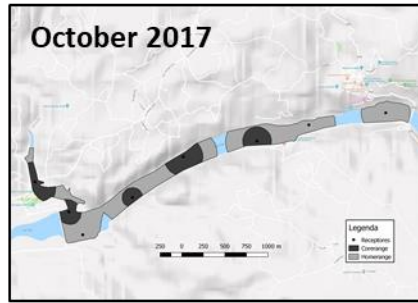 October 2017
Legenda
Receptores
Corerange
Homerange
250 0 250 500 750 1000 m